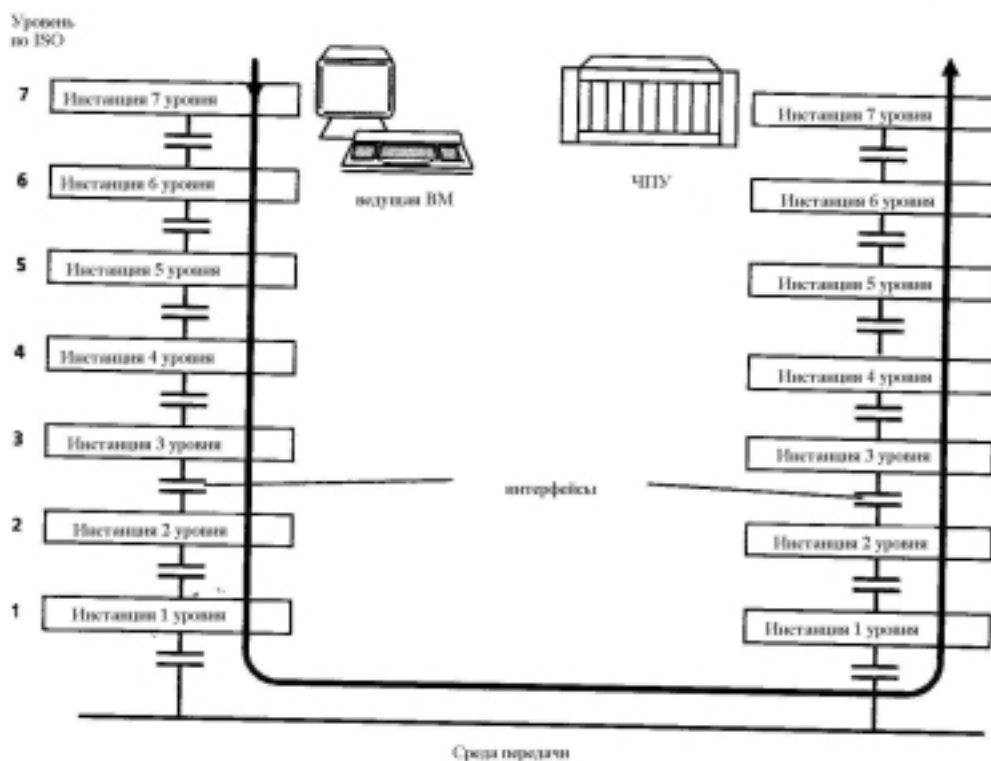 Уровень
по ISO
7
Инстанция 7 уровня
6
Инстанция 6 уровня
5
Инстанция 5 уровня
4
Инстанция 4 уровня
3
Инстанция 3 уровня
2
Инстанция 2 уровня
1
Инстанция 1 уровня
ведущая ВМ
ЧПУ
интерфейсы
Инстанция 7 уровня
Инстанция 6 уровня
Инстанция 5 уровня
Инстанция 4 уровня
Инстанция 3 уровня
Инстанция 2 уровня
Инстанция 1 уровня
Среда передачи